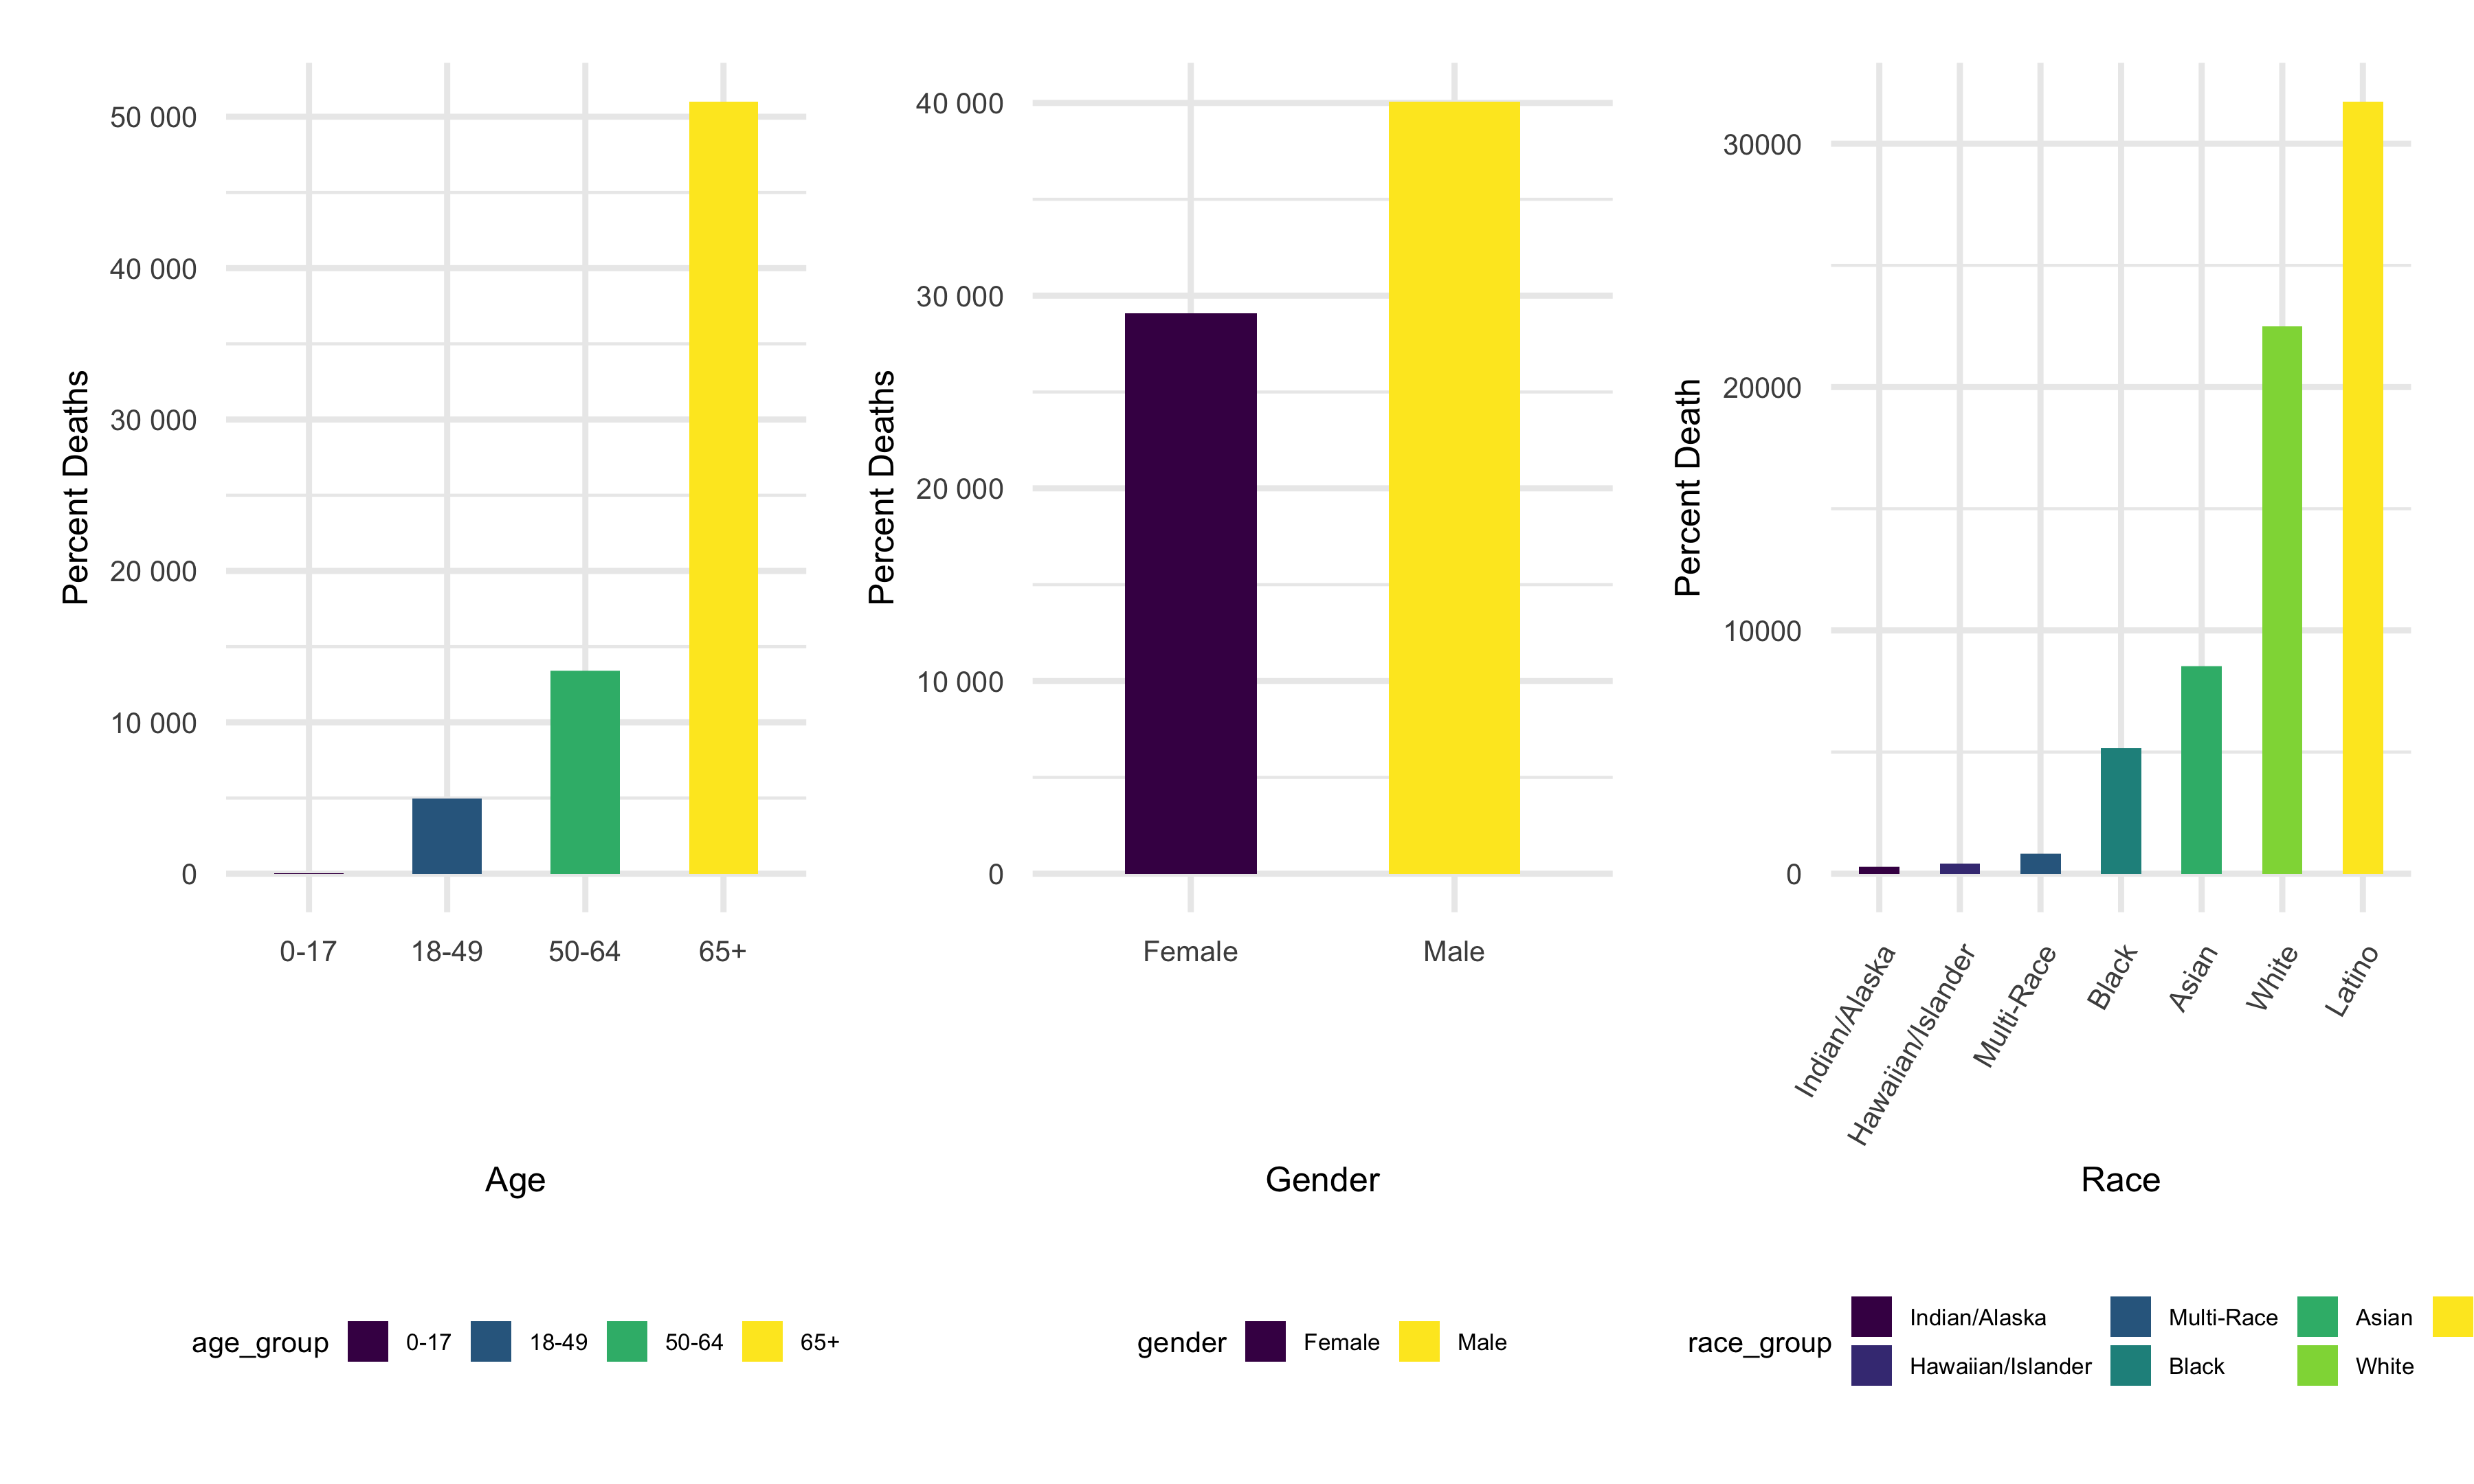 Percent Deaths
50 000
40 000
30 000
20 000
10 000
0
0-17 18-49 50-64 65+
Age
age_group 0-17 18-49 50-64 65+
Percent Deaths
40 000
30 000
20 000
10 000
0
Female Male
Gender
gender Female Male
Percent Death
30000
20000
10000
0
Indian/Alaska
Hawaiian/Islander
Multi-Race
Black
Asian
White
Latino
Race
race_group
Indian/Alaska Multi-Race Asian
Hawaiian/Islander Black White